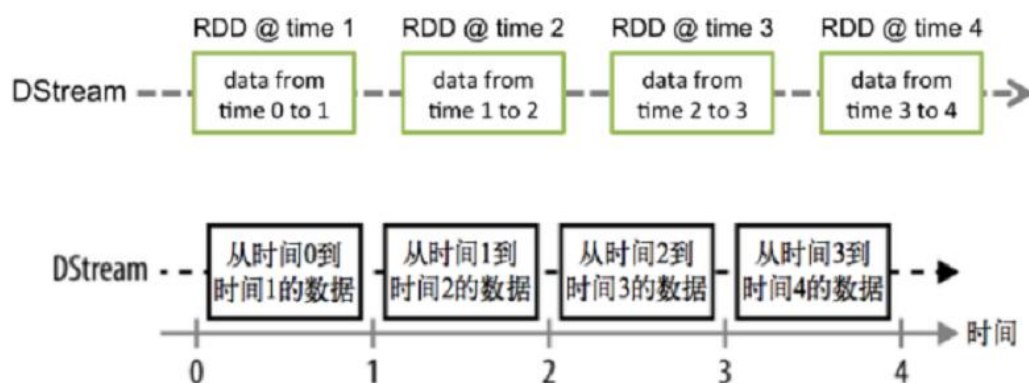 RDD @ time 1 RDD @ time 2 RDD @ time 3 RDD @ time 4
DStream
data from
time 0 to 1
data from
time 1 to 2
data from
time 2 to 3
data from
time 3 to 4
DStream
从时间0到
时间1的数据
从时间1到
时间2的数据
从时间2到
时间3的数据
从时间3到
时间4的数据
时间
0 1 2 3 4